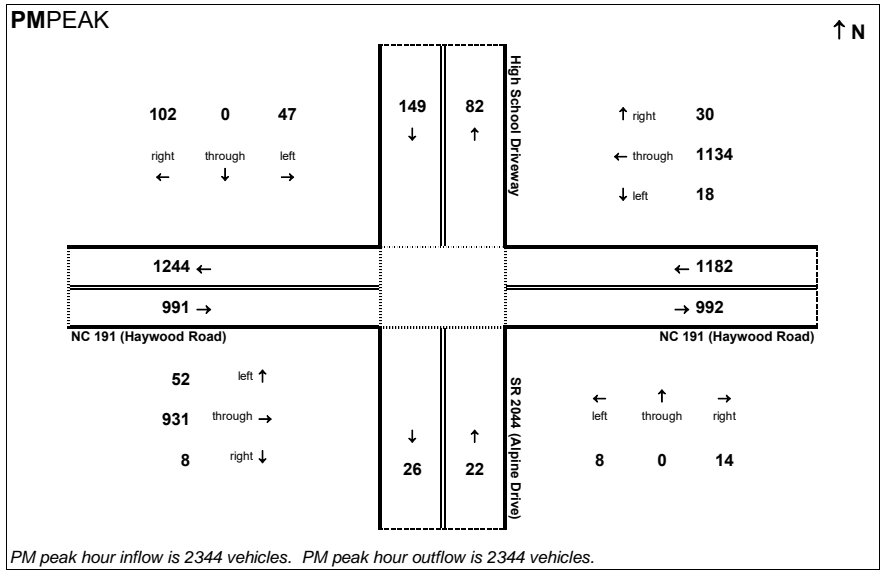 PMPEAK
↑ N
102 0 47
right through left
← ↓ →
149 82
↓ ↑
High School Driveway
↑ right 30
← through 1134
↓ left 18
1244 ←
← 1182
991 →
→ 992
NC 191 (Haywood Road)
NC 191 (Haywood Road)
52 left ↑
931 through →
8 right ↓
↓ ↑
26 22
SR 2044 (Alpine Drive)
← ↑ →
left through right
8 0 14
PM peak hour inflow is 2344 vehicles. PM peak hour outflow is 2344 vehicles.